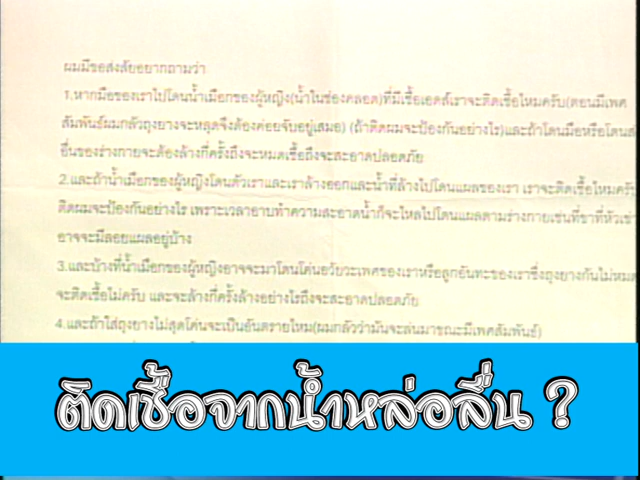 ผมมีขอสงสัยอยากถามว่า
1.หากมือของเราไปโดนน้ำเมือกของผู้หญิง(น้ำในช่องคลอด)ที่มีเชื้อเอดส์เราจะติดเชื้อไหมครับ(ตอนมีเพศ
สัมพันธ์ผมกลัวถุงยางจะหลุดจึงต้องคอยจับอยู่เสมอ) (ถ้าติดผมจะป้องกันอย่างไร)และถ้าโดนมือหรือโดนส่
อื่นของร่างกายจะต้องล้างกี่ครั้งถึงจะหมดเชื้อถึงจะสะอาดปลอดภัย
2.และถ้าน้ำเมือกของผู้หญิงโดนตัวเราและเราล้างออกและน้ำที่ล้างไปโดนแผลของเรา เราจะติดเชื้อไหมครั
ติดผมจะป้องกันอย่างไร เพราะเวลาอาบทำความสะอาดน้ำก็จะไหลไปโดนแผลตามร่างกายเช่นที่ขาที่หัวเข่า
อาจจะมีลอยแผลอยู่บ้าง
3.และบ้างที่น้ำเมือกของผู้หญิงอาจจะมาโดนโค่นอวัยวะเพศของเราหรือลูกอันทะของเราซึ่งถุงยางกันไม่หมด
จะติดเชื้อไม่ครับ และจะล้างกี่ครั้งล้างอย่างไรถึงจะสะอาดปลอดภัย
4.และถ้าใส่ถุงยางไม่สุดโค่นจะเป็นอันตรายไหม(ผมกลัวว่ามันจะล่นมาขณะมีเพศสัมพันธ์)
ติดเชื้อจากน้ำหล่อลื่น ?